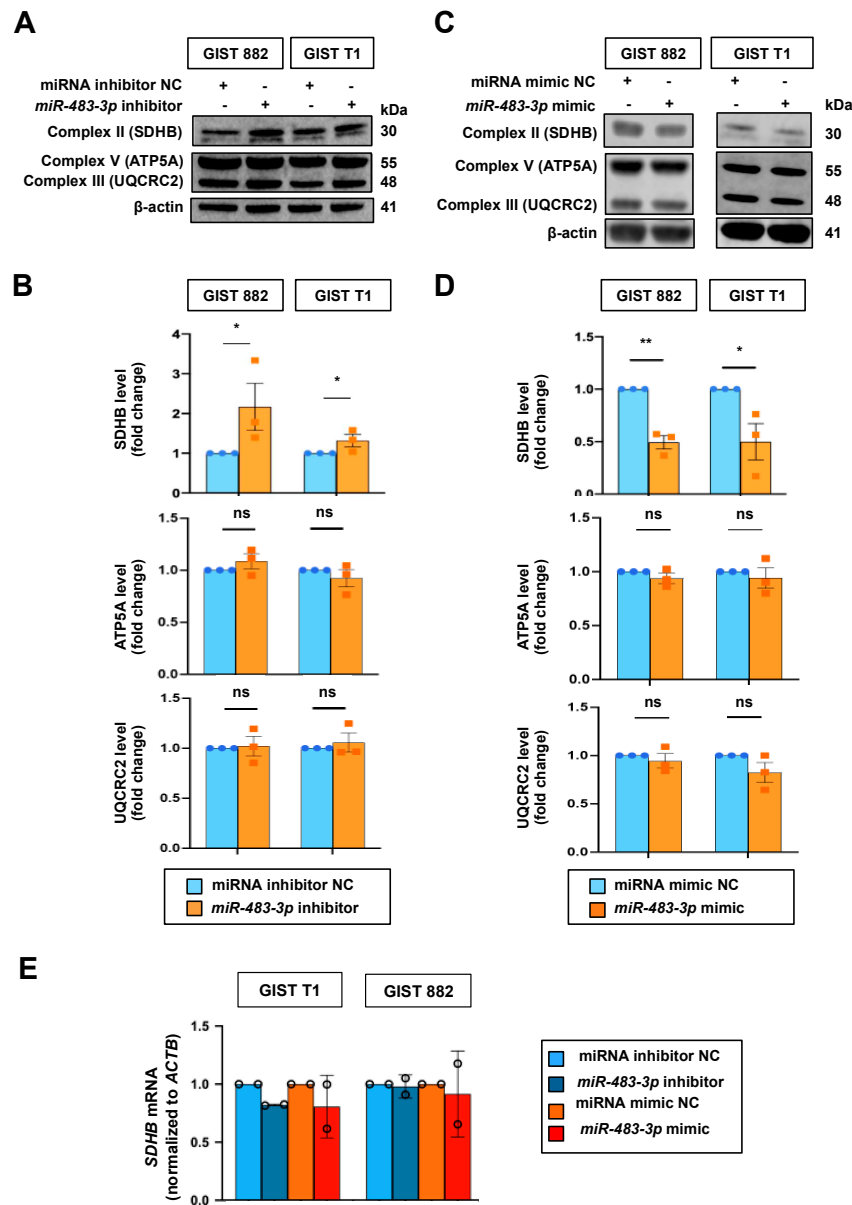 A
GIST 882
GIST T1
miRNA inhibitor NC
+ - + -
miR-483-3p inhibitor
- + - +
kDa
Complex II (SDHB)
30
Complex V (ATP5A)
55
Complex III (UQCRC2)
48
β-actin
41
C
GIST 882
GIST T1
miRNA mimic NC
+ - + -
miR-483-3p mimic
- + - +
kDa
Complex II (SDHB)
30
Complex V (ATP5A)
55
Complex III (UQCRC2)
48
β-actin
41
B
GIST 882
GIST T1
SDHB level
(fold change)
4
2
1
0
*
*
ATP5A level
(fold change)
1.5
1.0
0.5
0.0
ns
ns
UQCRC2 level
(fold change)
1.5
1.0
0.5
0.0
ns
ns
miRNA inhibitor NC
miR-483-3p inhibitor
D
GIST 882
GIST T1
SDHB level
(fold change)
1.5
1.0
0.5
0.0
**
*
ATP5A level
(fold change)
1.5
1.0
0.5
0.0
ns
ns
UQCRC2 level
(fold change)
1.5
1.0
0.5
0.0
ns
ns
miRNA mimic NC
miR-483-3p mimic
E
GIST T1
GIST 882
SDHB mRNA
(normalized to ACTB)
1.5
1.0
0.5
0.0
miRNA inhibitor NC
miR-483-3p inhibitor
miRNA mimic NC
miR-483-3p mimic